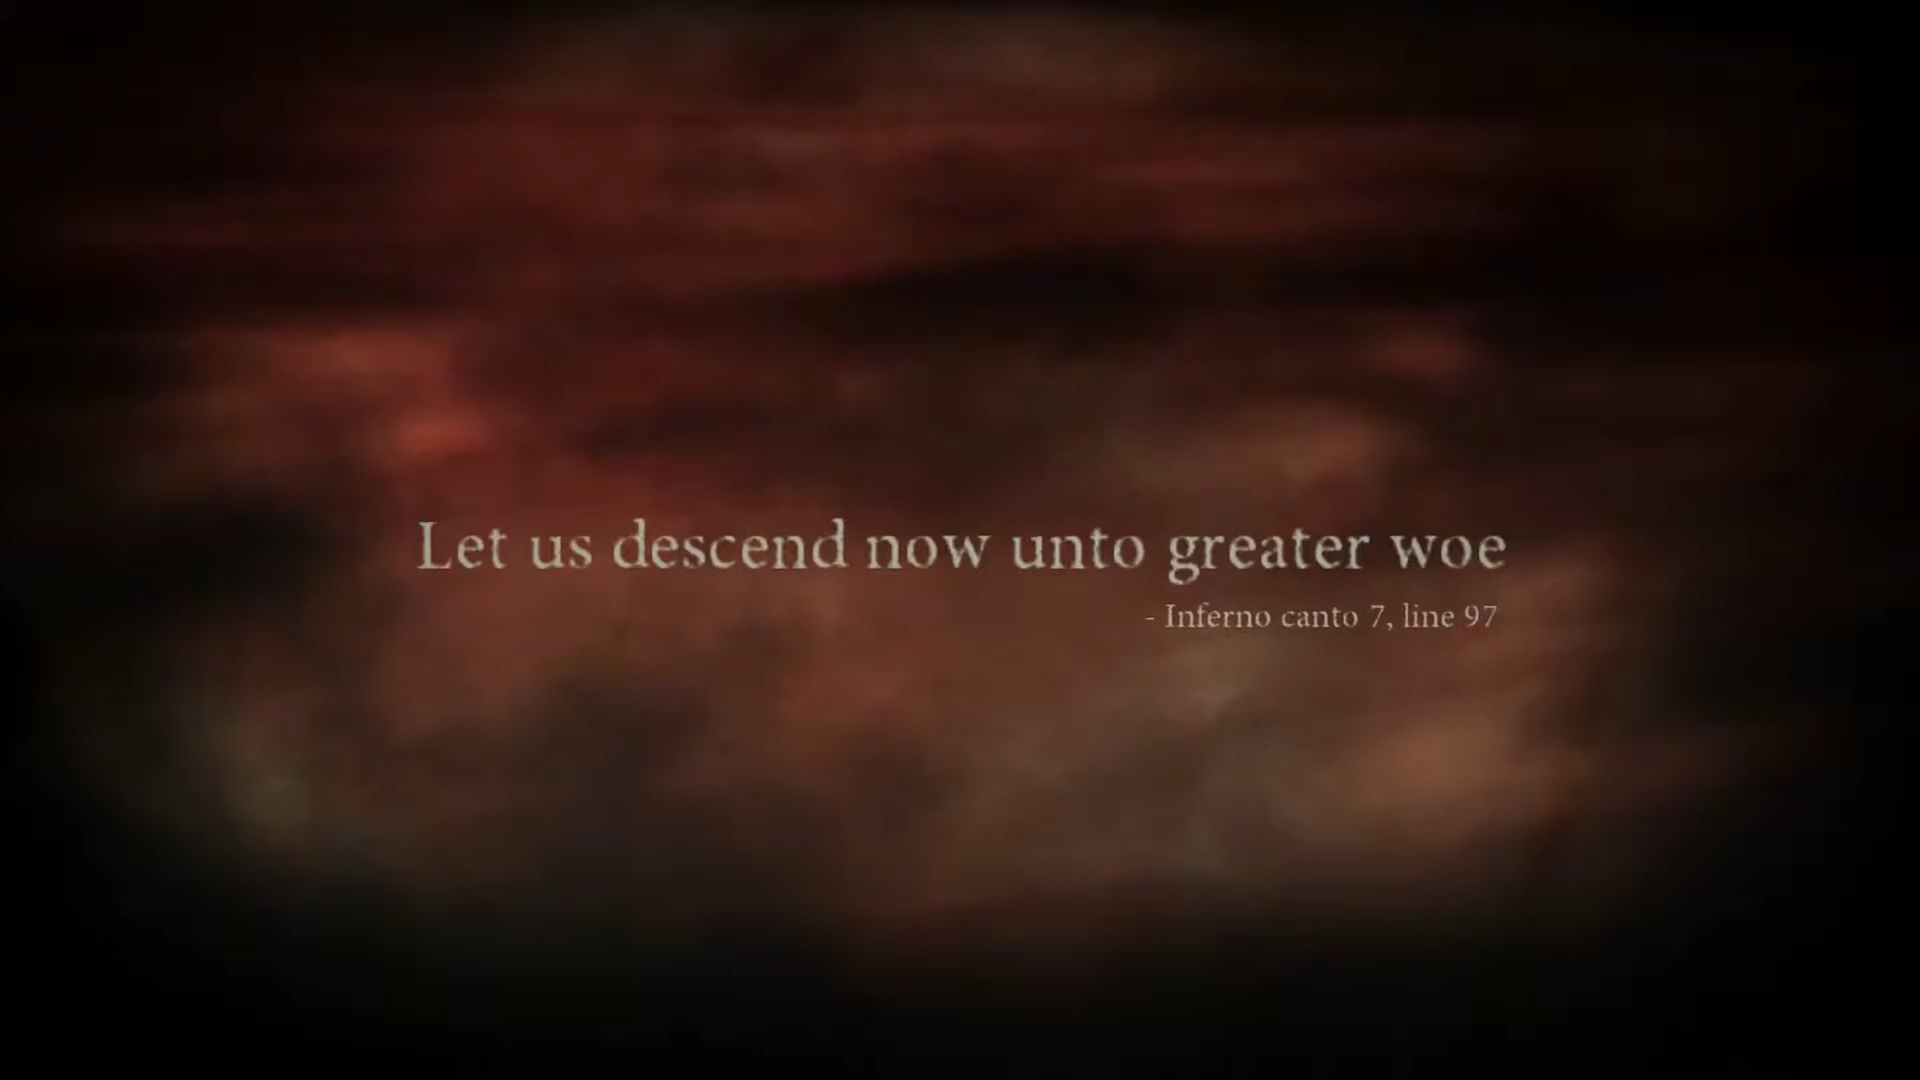 Let us descend now unto greater woe
- Inferno canto 7, line 97